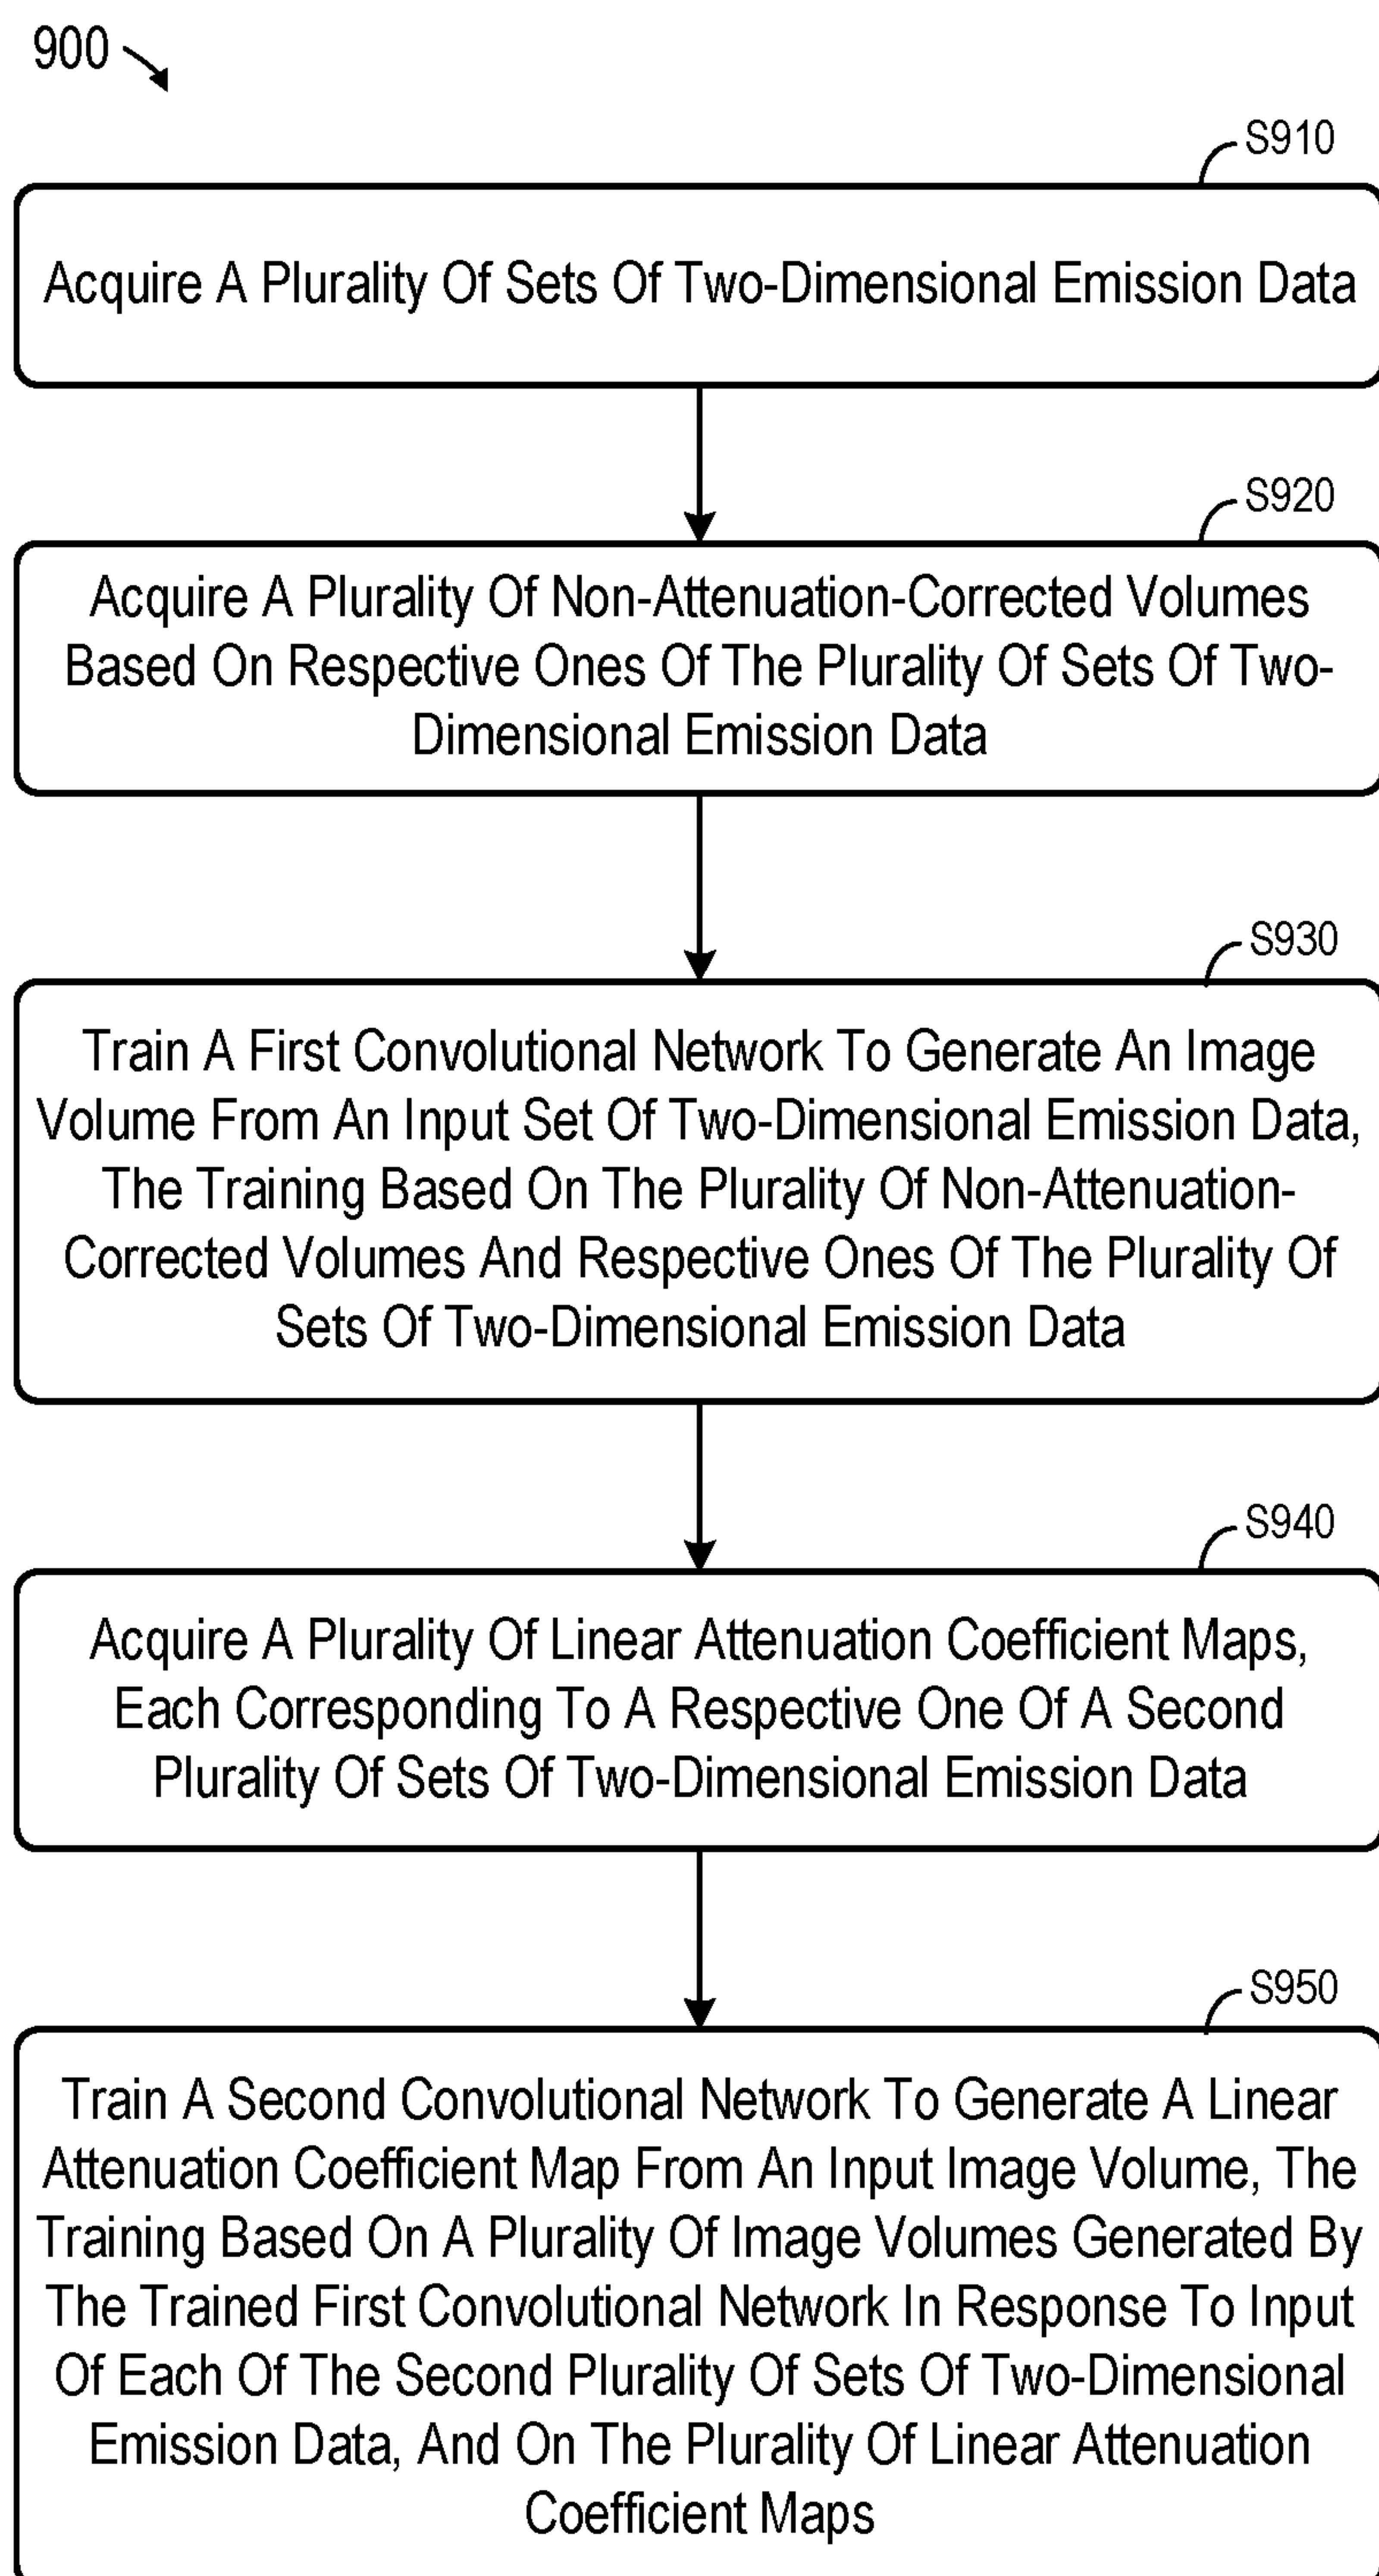 900
S910
Acquire A Plurality Of Sets Of Two-Dimensional Emission Data
S920
Acquire A Plurality Of Non-Attenuation-Corrected Volumes
Based On Respective Ones Of The Plurality Of Sets Of Two-
Dimensional Emission Data
S930
Train A First Convolutional Network To Generate An Image
Volume From An Input Set Of Two-Dimensional Emission Data,
The Training Based On The Plurality Of Non-Attenuation-
Corrected Volumes And Respective Ones Of The Plurality Of
Sets Of Two-Dimensional Emission Data
S940
Acquire A Plurality Of Linear Attenuation Coefficient Maps,
Each Corresponding To A Respective One Of A Second
Plurality Of Sets Of Two-Dimensional Emission Data
S950
Train A Second Convolutional Network To Generate A Linear
Attenuation Coefficient Map From An Input Image Volume, The
Training Based On A Plurality Of Image Volumes Generated By
The Trained First Convolutional Network In Response To Input
Of Each Of The Second Plurality Of Sets Of Two-Dimensional
Emission Data, And On The Plurality Of Linear Attenuation
Coefficient Maps